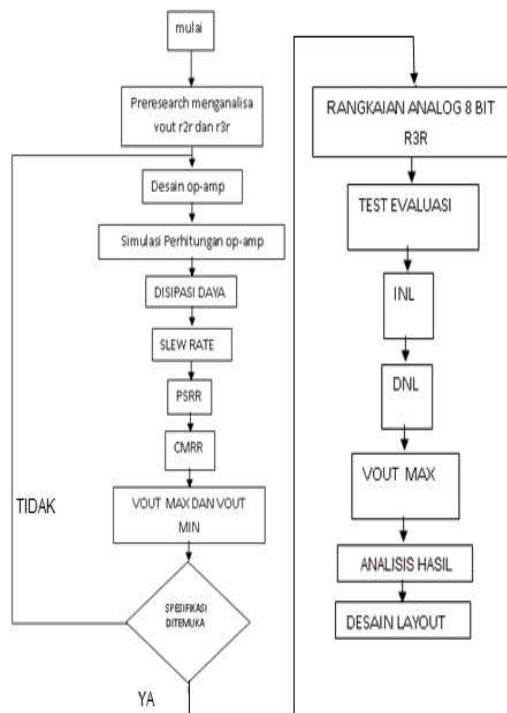 mulai
Preresearch menganalisa
vout r2r dan r3r
Desain op-amp
Simulasi Perhitungan op-amp
DISIPASI DAYA
SLEW RATE
PSRR
CMRR
VOUT MAX DAN VOUT
MIN
TIDAK
SPESIFIKASI
DITEMUKA
YA
RANGKAIAN ANALOG 8 BIT
R3R
TEST EVALUASI
INL
DNL
VOUT MAX
ANALISIS HASIL
DESAIN LAYOUT